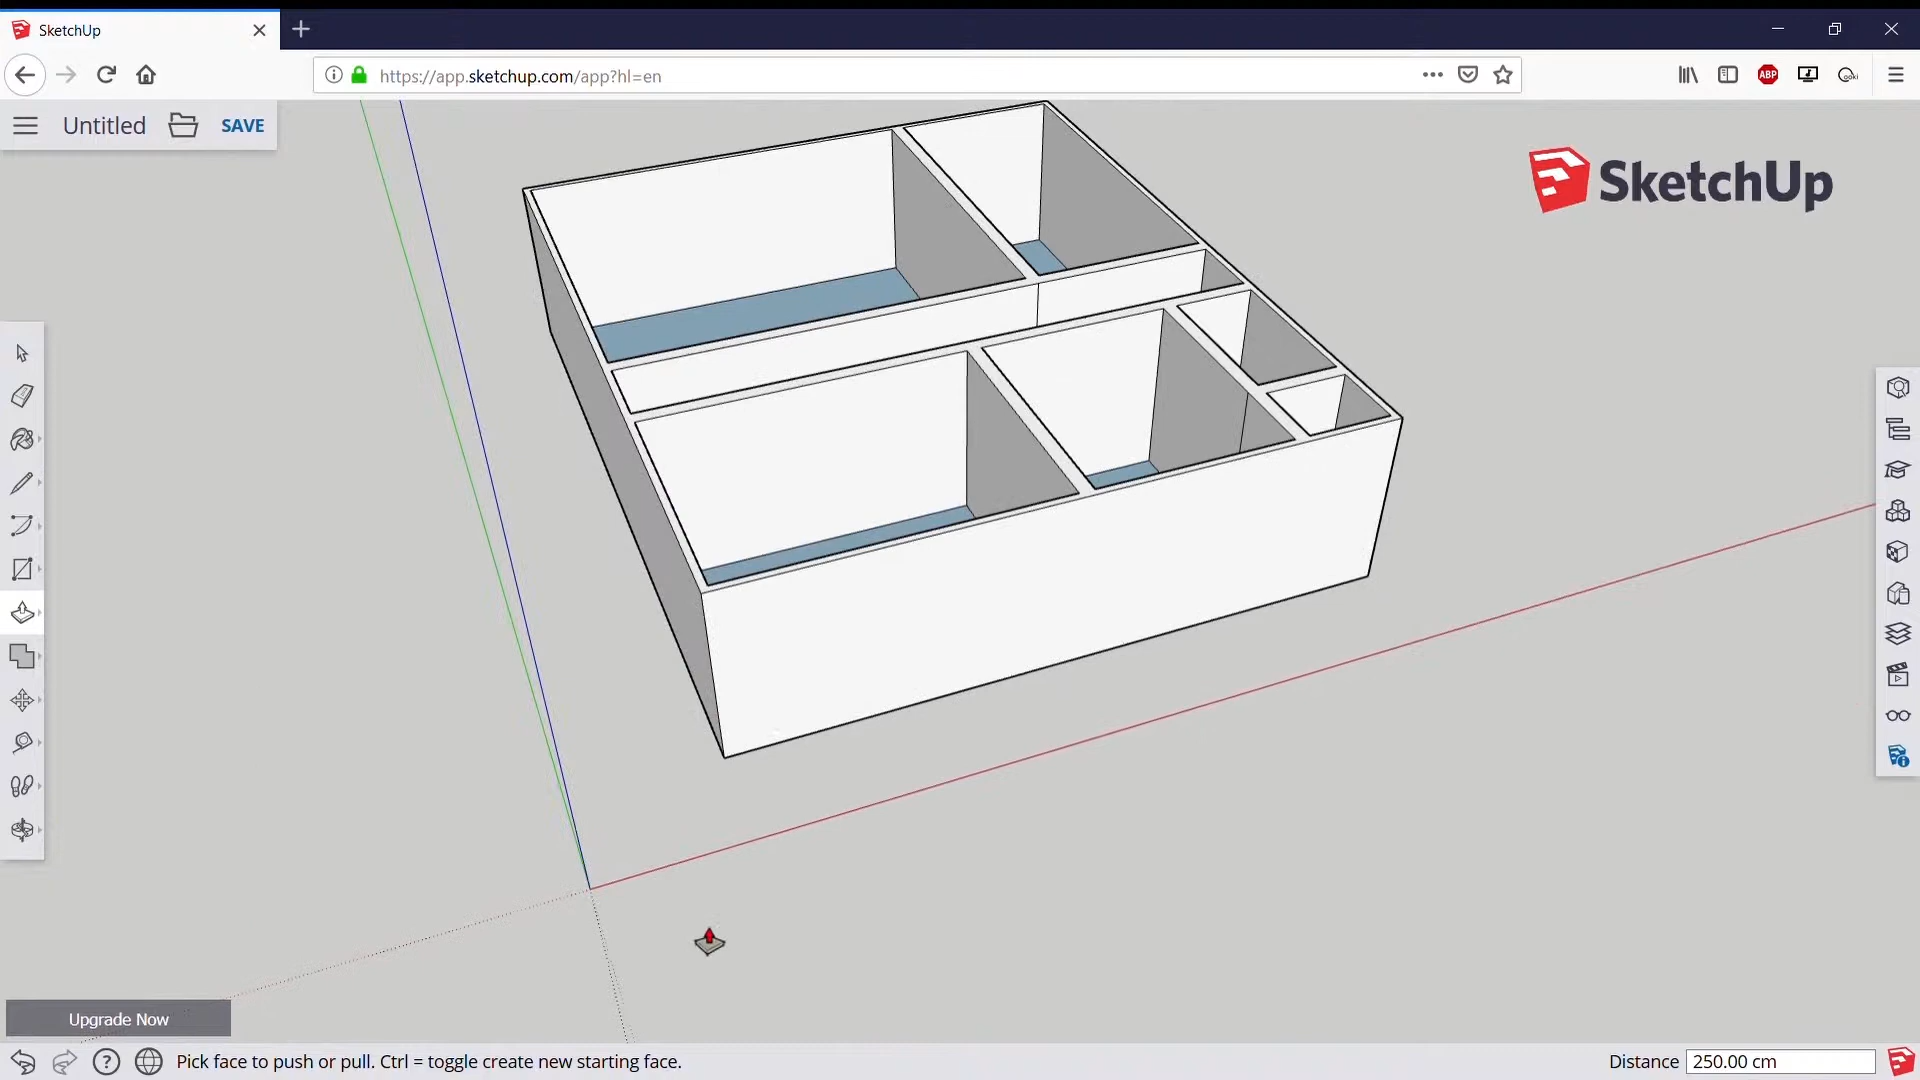 SketchUp
https://app.sketchup.com/app?hl=en
ABP
Untitled
SAVE
SketchUp
Upgrade Now
Pick face to push or pull. Ctrl = toggle create new starting face.
Distance 250.00 cm